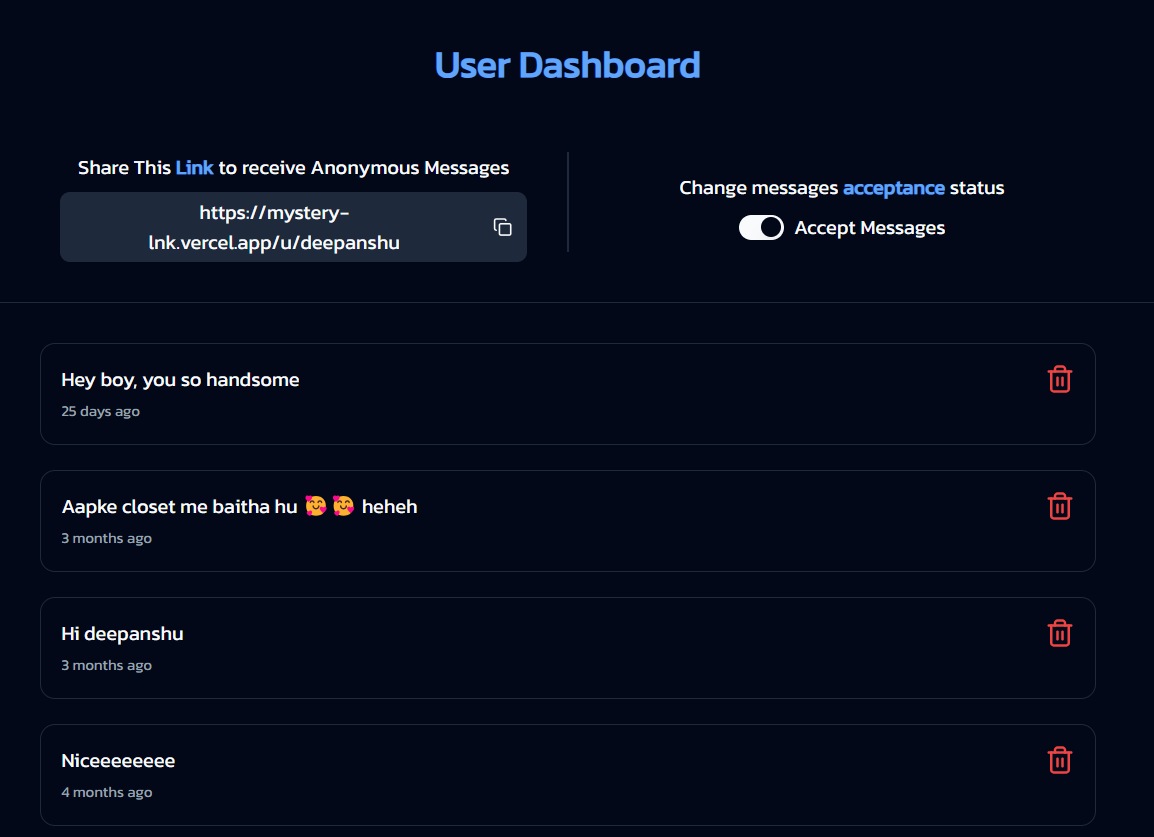 User Dashboard
Share This Link to receive Anonymous Messages
https://mystery-
lnk.vercel.app/u/deepanshu
Change messages acceptance status
Accept Messages
Hey boy, you so handsome
25 days ago
Aapke closet me baitha hu 🥰 🥰 heheh
3 months ago
Hi deepanshu
3 months ago
Niceeeeeeee
4 months ago